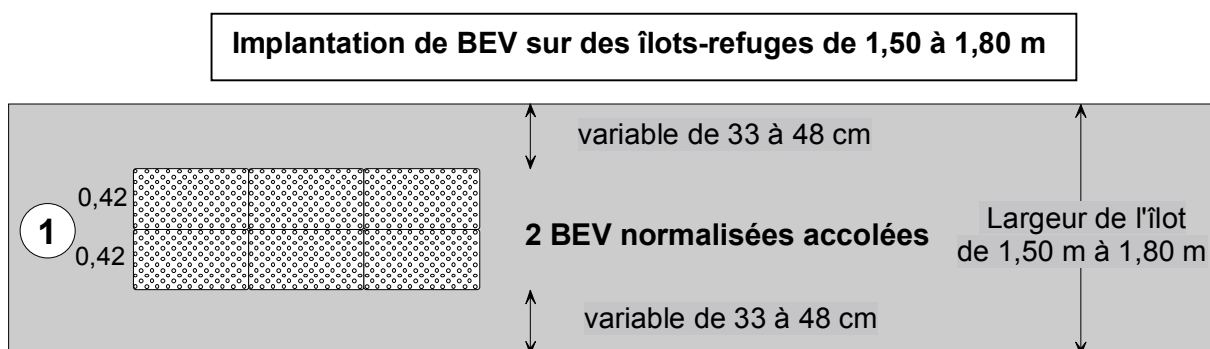 Implantation de BEV sur des îlots-refuges de 1,50 à 1,80 m
variable de 33 à 48 cm
0,42
1
0,42
2 BEV normalisées accolées
Largeur de l'îlot
de 1,50 m à 1,80 m
variable de 33 à 48 cm